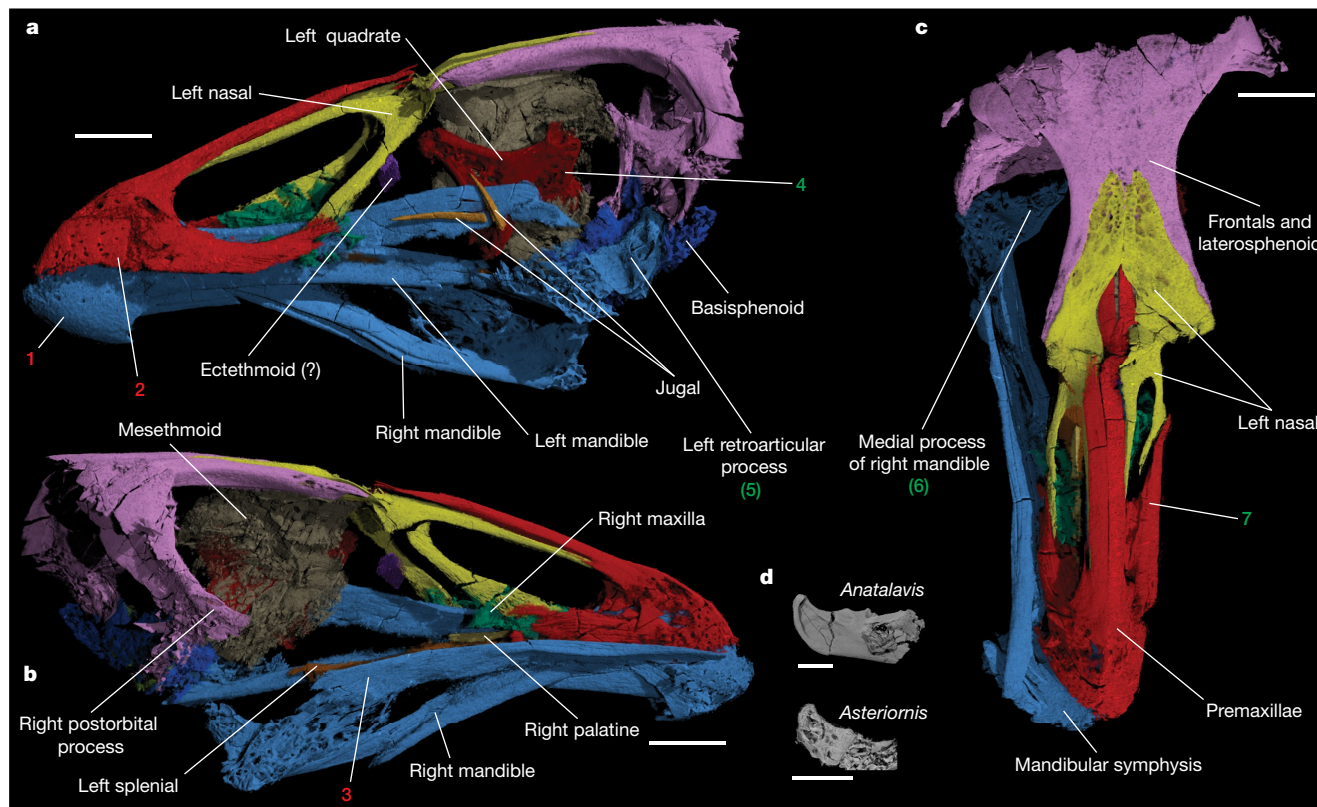 a
Left quadrate
Left nasal
4
Basisphenoid
1
2
Ectethmoid (?)
Jugal
Right mandible
Left mandible
Left retroarticular
process
(5)
b
Mesethmoid
Right maxilla
Right postorbital
process
Left splenial
3
Right mandible
Right palatine
c
Frontals and
laterosphenoid
Left nasal
Medial process
of right mandible
(6)
7
Premaxillae
Mandibular symphysis
d
Anatalavis
Asteriornis